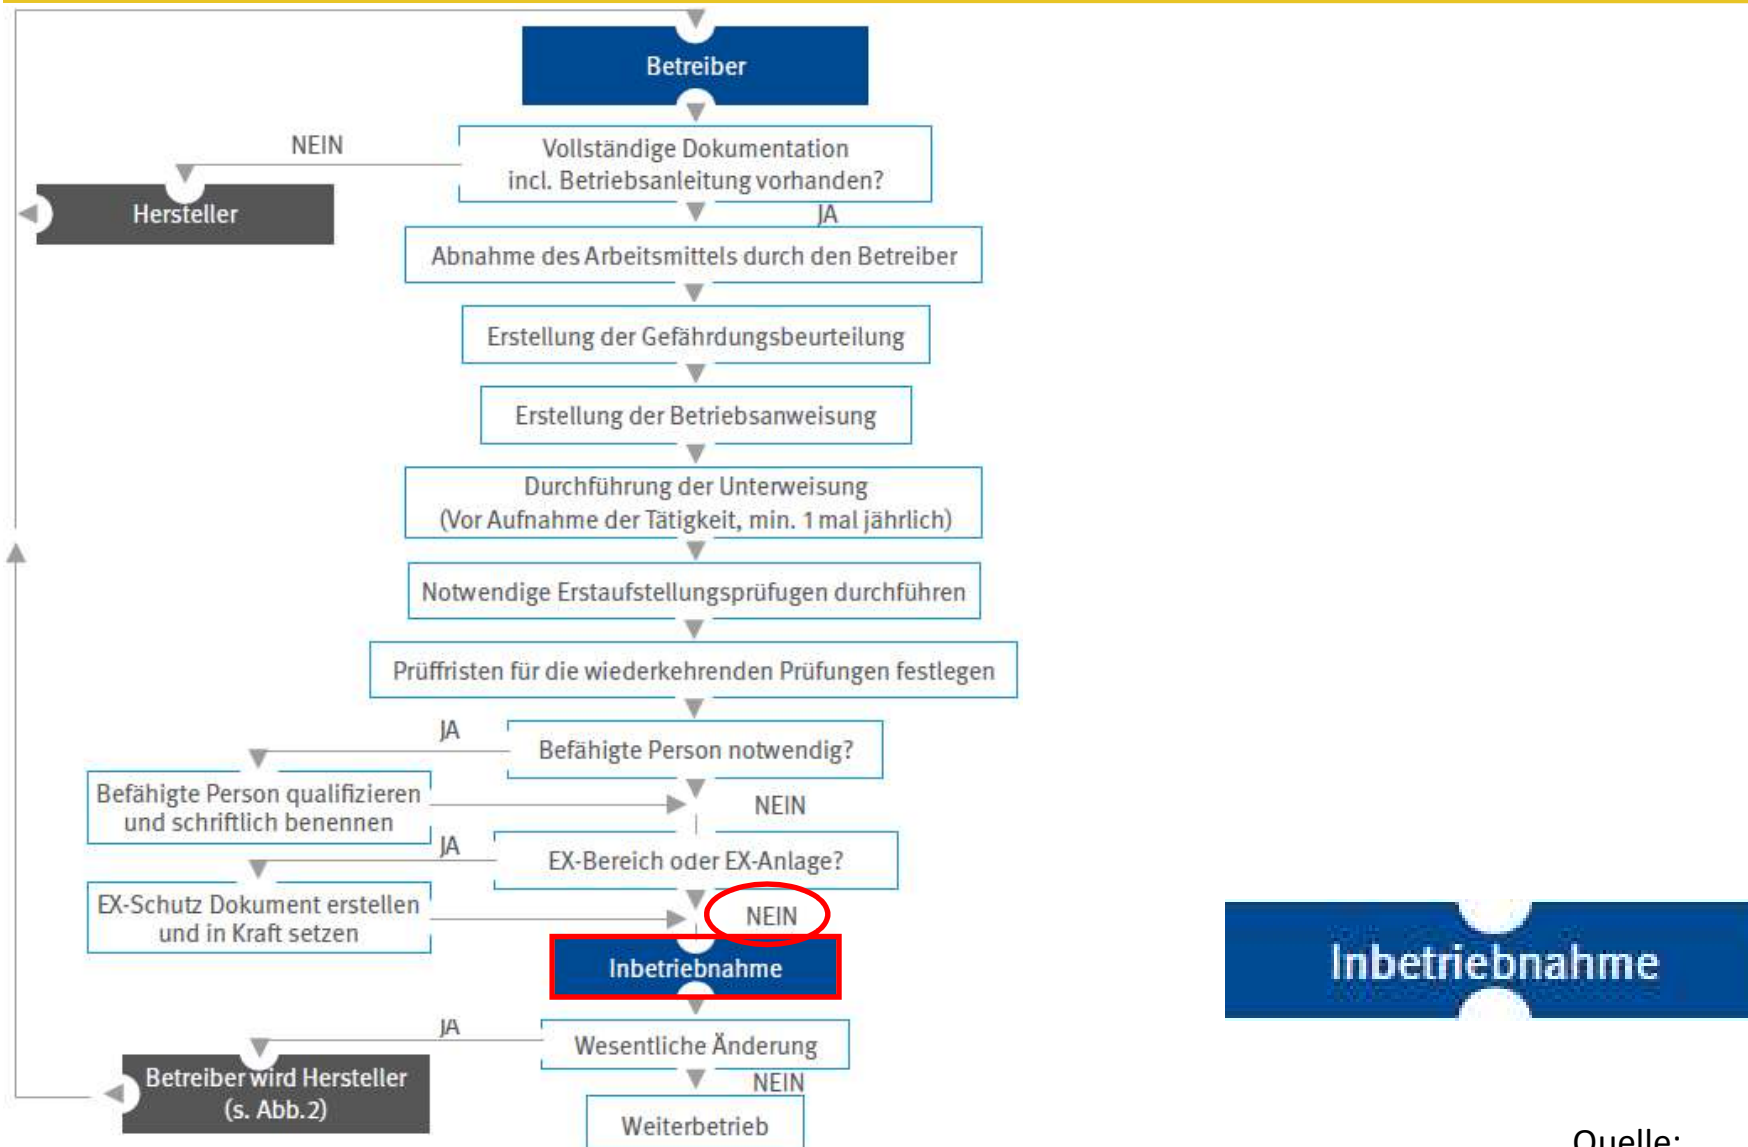 Betreiber
NEIN
Vollständige Dokumentation
incl. Betriebsanleitung vorhanden?
Hersteller
JA
Abnahme des Arbeitsmittels durch den Betreiber
Erstellung der Gefährdungsbeurteilung
Erstellung der Betriebsanweisung
Durchführung der Unterweisung
(Vor Aufnahme der Tätigkeit, min. 1 mal jährlich)
Notwendige Erstaufstellungsprüfugen durchführen
Prüffristen für die wiederkehrenden Prüfungen festlegen
JA
Befähigte Person notwendig?
Befähigte Person qualifizieren
und schriftlich benennen
NEIN
JA
EX-Bereich oder EX-Anlage?
EX-Schutz Dokument erstellen
und in Kraft setzen
NEIN
Inbetriebnahme
Inbetriebnahme
JA
Wesentliche Änderung
Betreiber wird Hersteller
(s. Abb.2)
NEIN
Weiterbetrieb
Quelle: